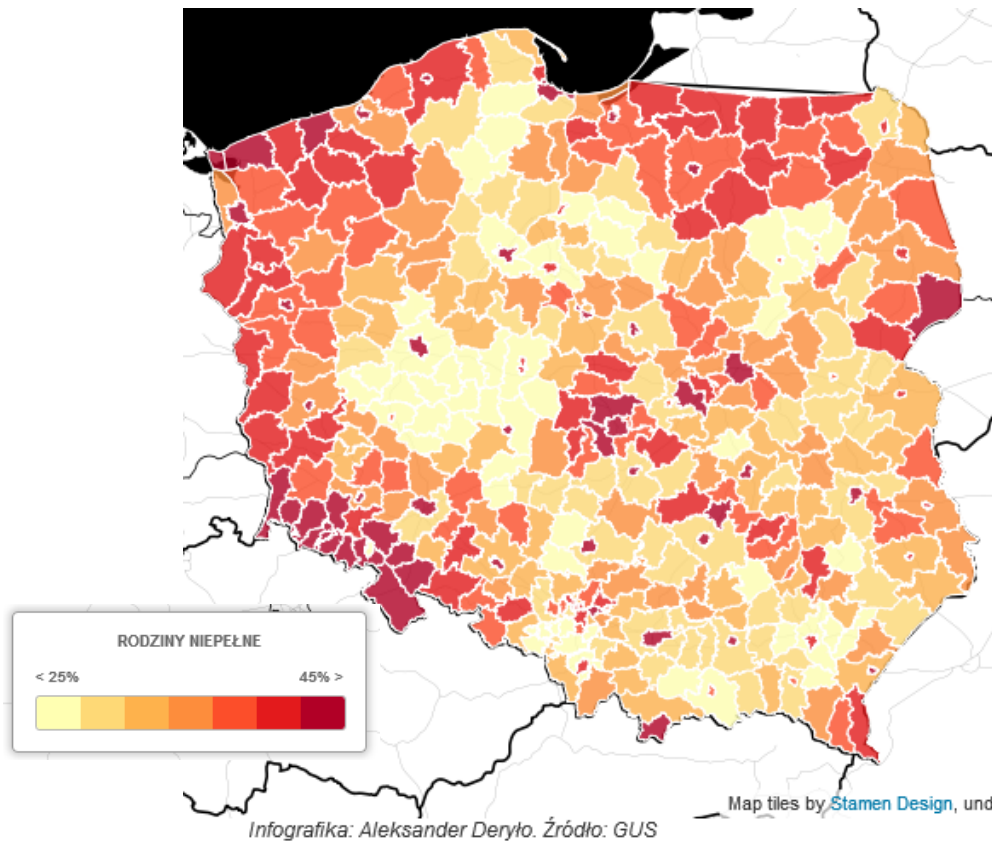 RODZINY NIEPEŁNE
< 25% 45% >
Map tiles by Stamen Design, und
Infografika: Aleksander Deryło. Źródło: GUS